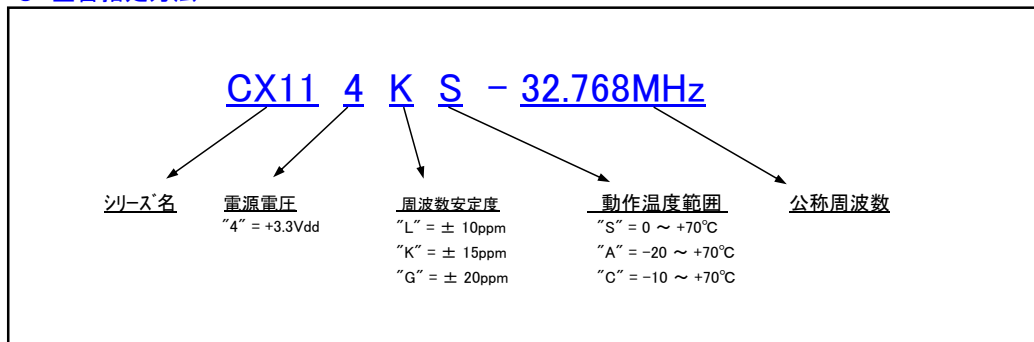 CX11 4 K S - 32.768MHz
ｼﾘｰｽﾞ名 電源電圧 周波数安定度 動作温度範囲 公称周波数
"4" = +3.3Vdd "L" = ± 10ppm "S" = 0 ～ +70℃
"K" = ± 15ppm "A" = -20 ～ +70℃
"G" = ± 20ppm "C" = -10 ～ +70℃